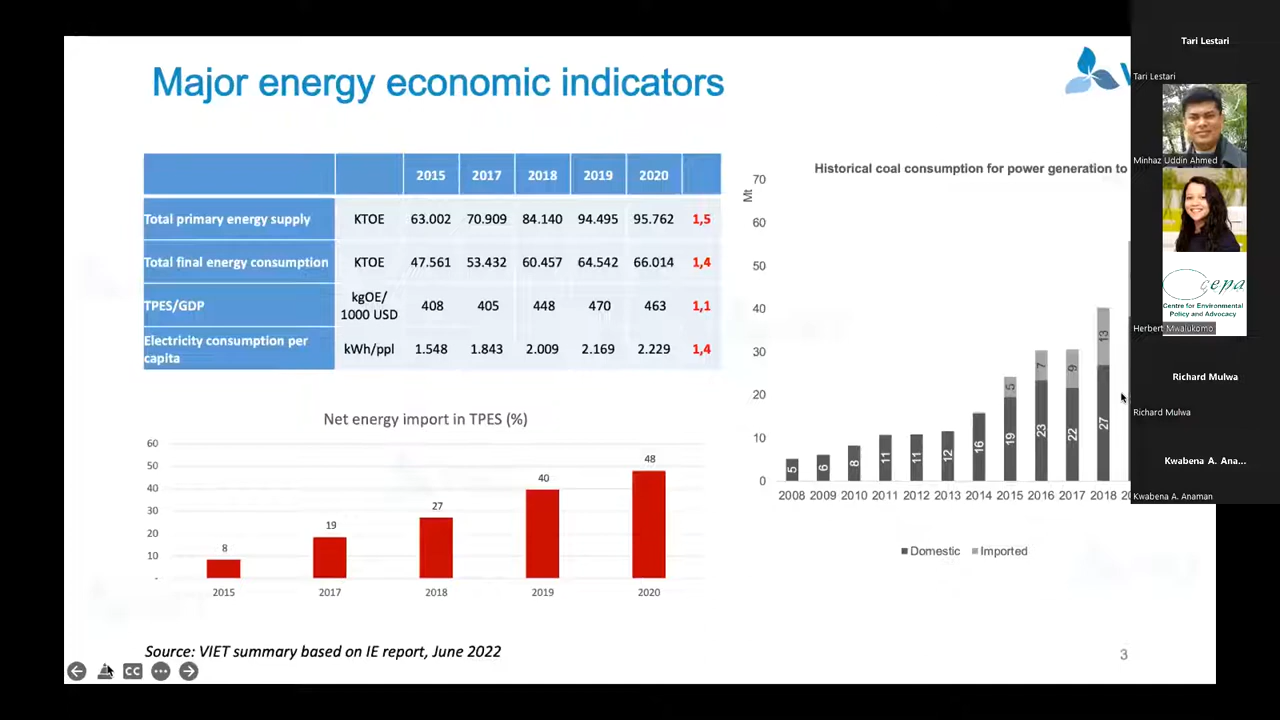 Major energy economic indicators
2015 2017 2018 2019 2020
Total primary energy supply KTOE 63.002 70.909 84.140 94.495 95.762 1,5
Total final energy consumption KTOE 47.561 53.432 60.457 64.542 66.014 1,4
TPES/GDP kgOE/ 1000 USD 408 405 448 470 463 1,1
Electricity consumption per capita kWh/ppl 1.548 1.843 2.009 2.169 2.229 1,4
Net energy import in TPES (%)
60
50
40
30
20
10
-
8 19 27 40 48
2015 2017 2018 2019 2020
Source: VIET summary based on IE report, June 2022
CC
Historical coal consumption for power generation to
Mt
70
60
50
40
30
20
10
0
5 6 8 11 11 12 16 19 23 22 27
5 7 9 13
2008 2009 2010 2011 2012 2013 2014 2015 2016 2017 2018
Domestic Imported
3
Tari Lestari
Tari Lestari
Minhaz Uddin Ahmed
cepa
Centre for Environmental
Policy and Advocacy
Herbert Mwalukomo
Richard Mulwa
Richard Mulwa
Kwabena A. Ana...
Kwabena A. Anaman